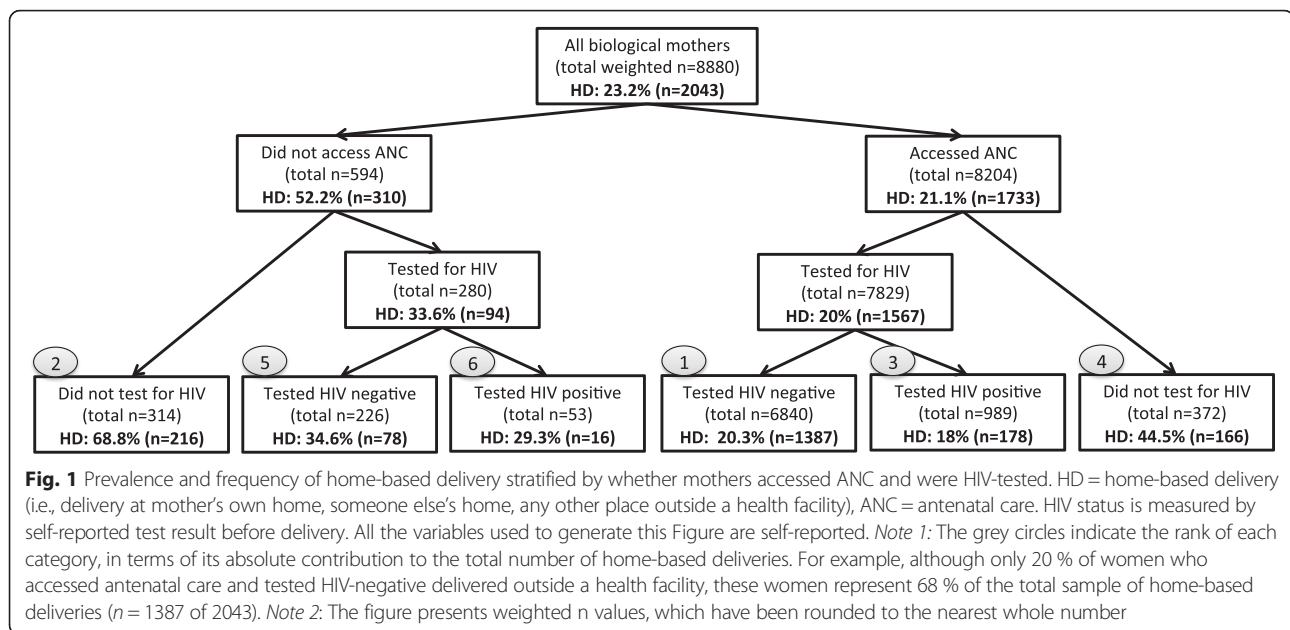 All biological mothers
(total weighted n=8880)
HD: 23.2% (n=2043)
Did not access ANC
(total n=594)
HD: 52.2% (n=310)
Accessed ANC
(total n=8204)
HD: 21.1% (n=1733)
Tested for HIV
(total n=280)
HD: 33.6% (n=94)
Tested for HIV
(total n=7829)
HD: 20% (n=1567)
2
Did not test for HIV
(total n=314)
HD: 68.8% (n=216)
5
Tested HIV negative
(total n=226)
HD: 34.6% (n=78)
6
Tested HIV positive
(total n=53)
HD: 29.3% (n=16)
1
Tested HIV negative
(total n=6840)
HD: 20.3% (n=1387)
3
Tested HIV positive
(total n=989)
HD: 18% (n=178)
4
Did not test for HIV
(total n=372)
HD: 44.5% (n=166)
Fig. 1 Prevalence and frequency of home-based delivery stratified by whether mothers accessed ANC and were HIV-tested. HD = home-based delivery
(i.e., delivery at mother's own home, someone else's home, any other place outside a health facility), ANC = antenatal care. HIV status is measured by
self-reported test result before delivery. All the variables used to generate this Figure are self-reported. Note 1: The grey circles indicate the rank of each
category, in terms of its absolute contribution to the total number of home-based deliveries. For example, although only 20 % of women who
accessed antenatal care and tested HIV-negative delivered outside a health facility, these women represent 68 % of the total sample of home-based
deliveries (n = 1387 of 2043). Note 2: The figure presents weighted n values, which have been rounded to the nearest whole number